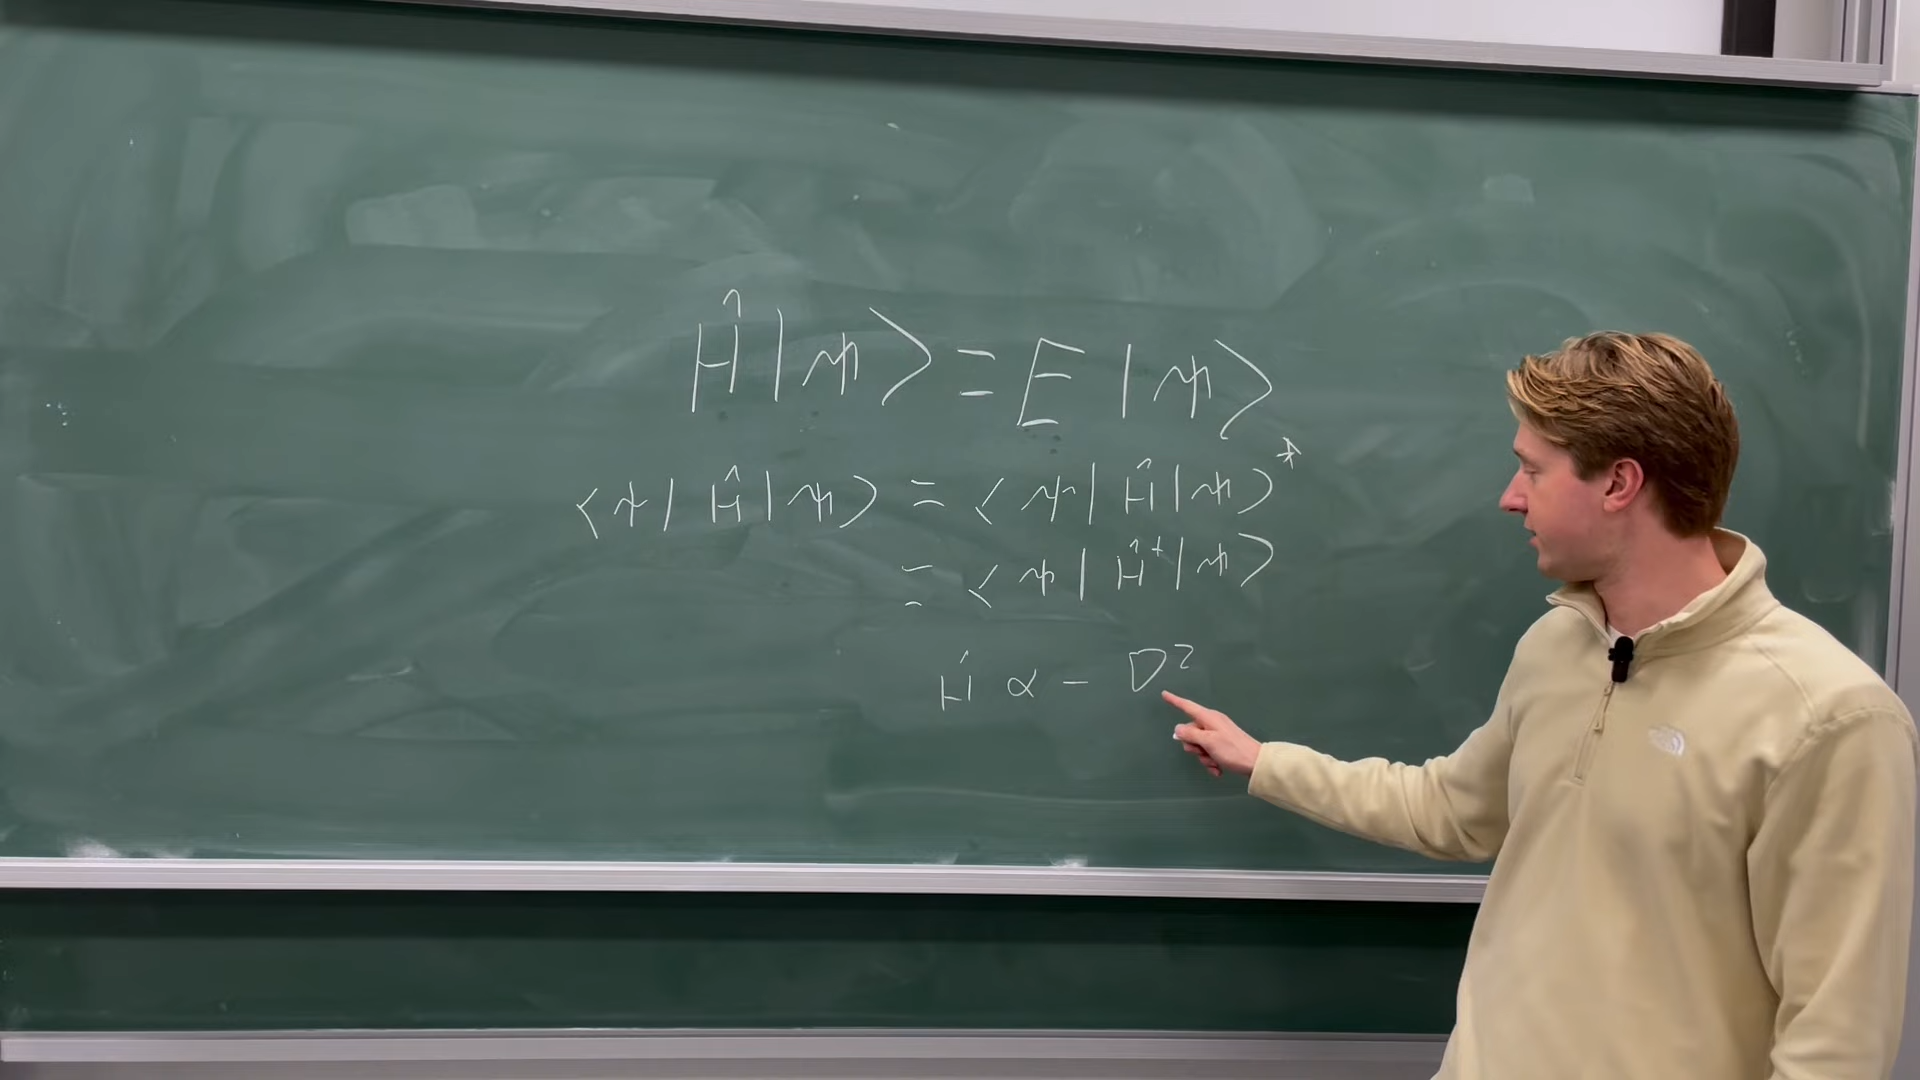 Ĥ|ψ⟩ = E|ψ⟩
⟨ψ|Ĥ|ψ⟩ = ⟨ψ|Ĥ|ψ⟩*
= ⟨ψ|Ĥ†|ψ⟩
Ĥ ∝ - D²